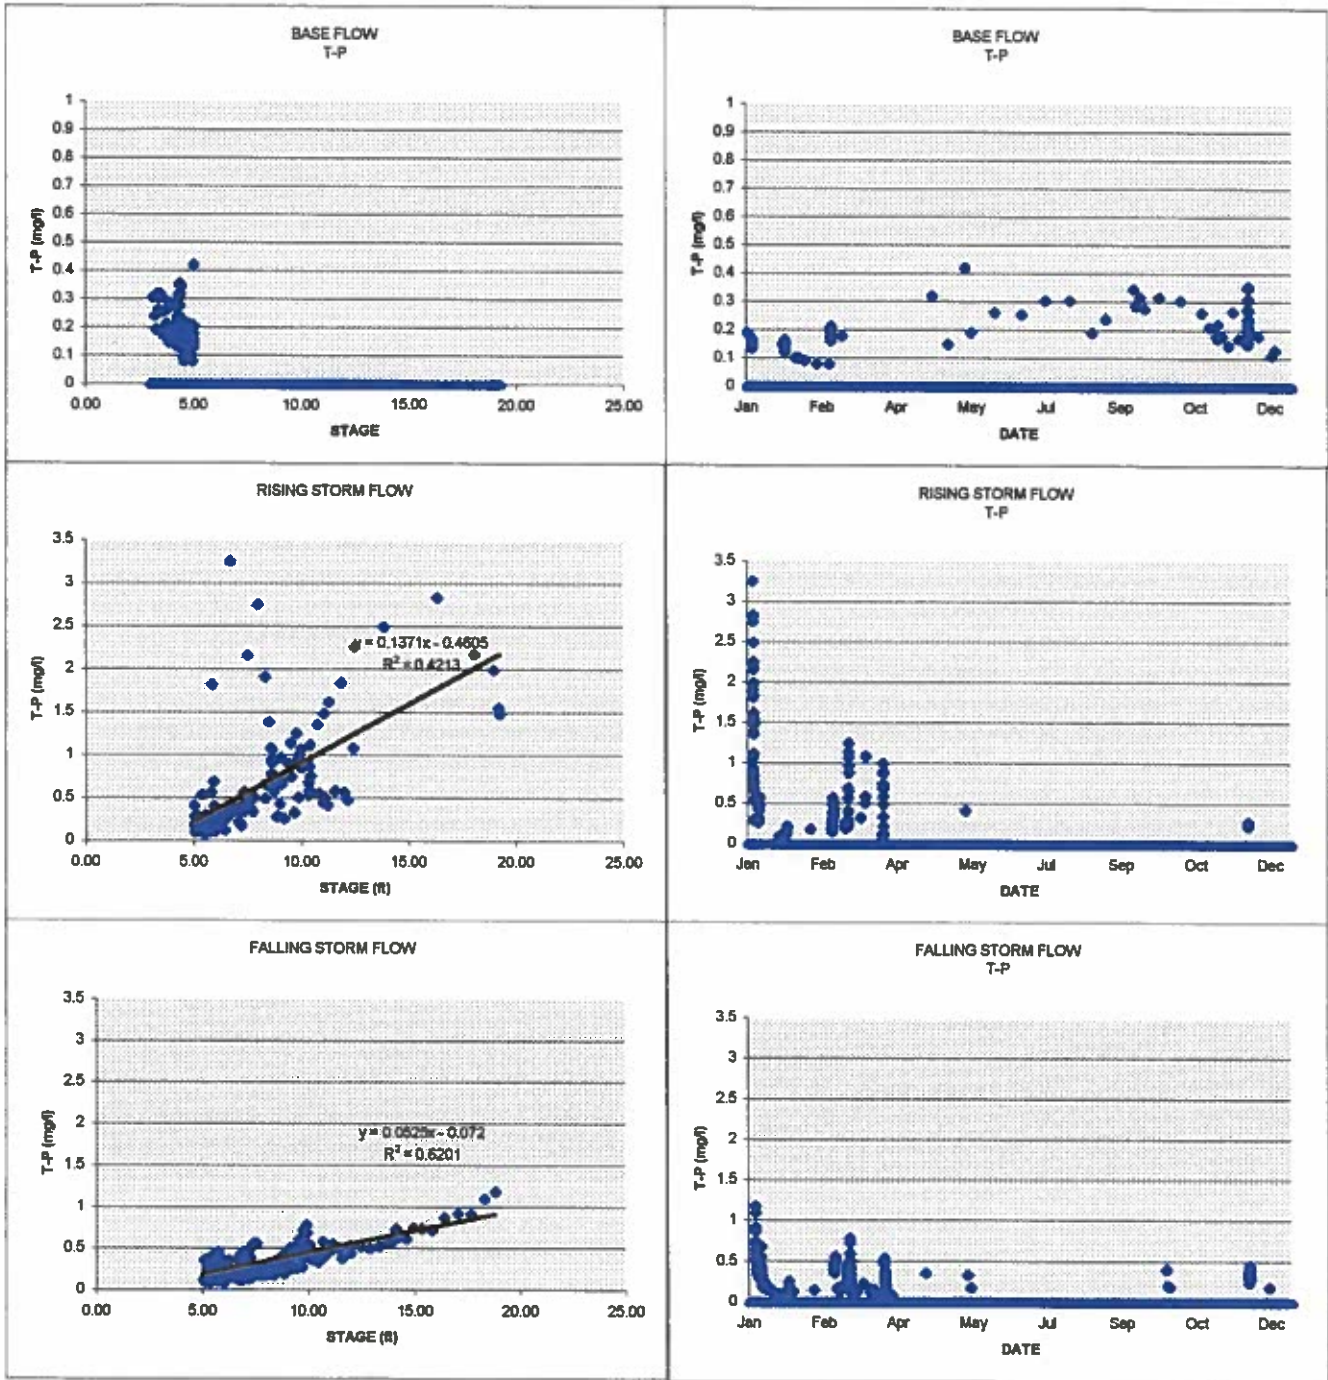 BASE FLOW
T-P
1
0.9
0.8
0.7
0.6
0.5
0.4
0.3
0.2
0.1
0
T-P (mg/l)
0.00 5.00 10.00 15.00 20.00 25.00
STAGE
BASE FLOW
T-P
1
0.9
0.8
0.7
0.6
0.5
0.4
0.3
0.2
0.1
0
T-P (mg/l)
Jan Feb Apr May Jul Sep Oct Dec
DATE
RISING STORM FLOW
3.5
3
2.5
2
1.5
1
0.5
0
T-P (mg/l)
y = 0.1371x - 0.4605
R² = 0.4213
0.00 5.00 10.00 15.00 20.00 25.00
STAGE (ft)
RISING STORM FLOW
T-P
3.5
3
2.5
2
1.5
1
0.5
0
T-P (mg/l)
Jan Feb Apr May Jul Sep Oct Dec
DATE
FALLING STORM FLOW
3.5
3
2.5
2
1.5
1
0.5
0
T-P (mg/l)
y = 0.0525x - 0.072
R² = 0.6201
0.00 5.00 10.00 15.00 20.00 25.00
STAGE (ft)
FALLING STORM FLOW
T-P
3.5
3
2.5
2
1.5
1
0.5
0
T-P (mg/l)
Jan Feb Apr May Jul Sep Oct Dec
DATE